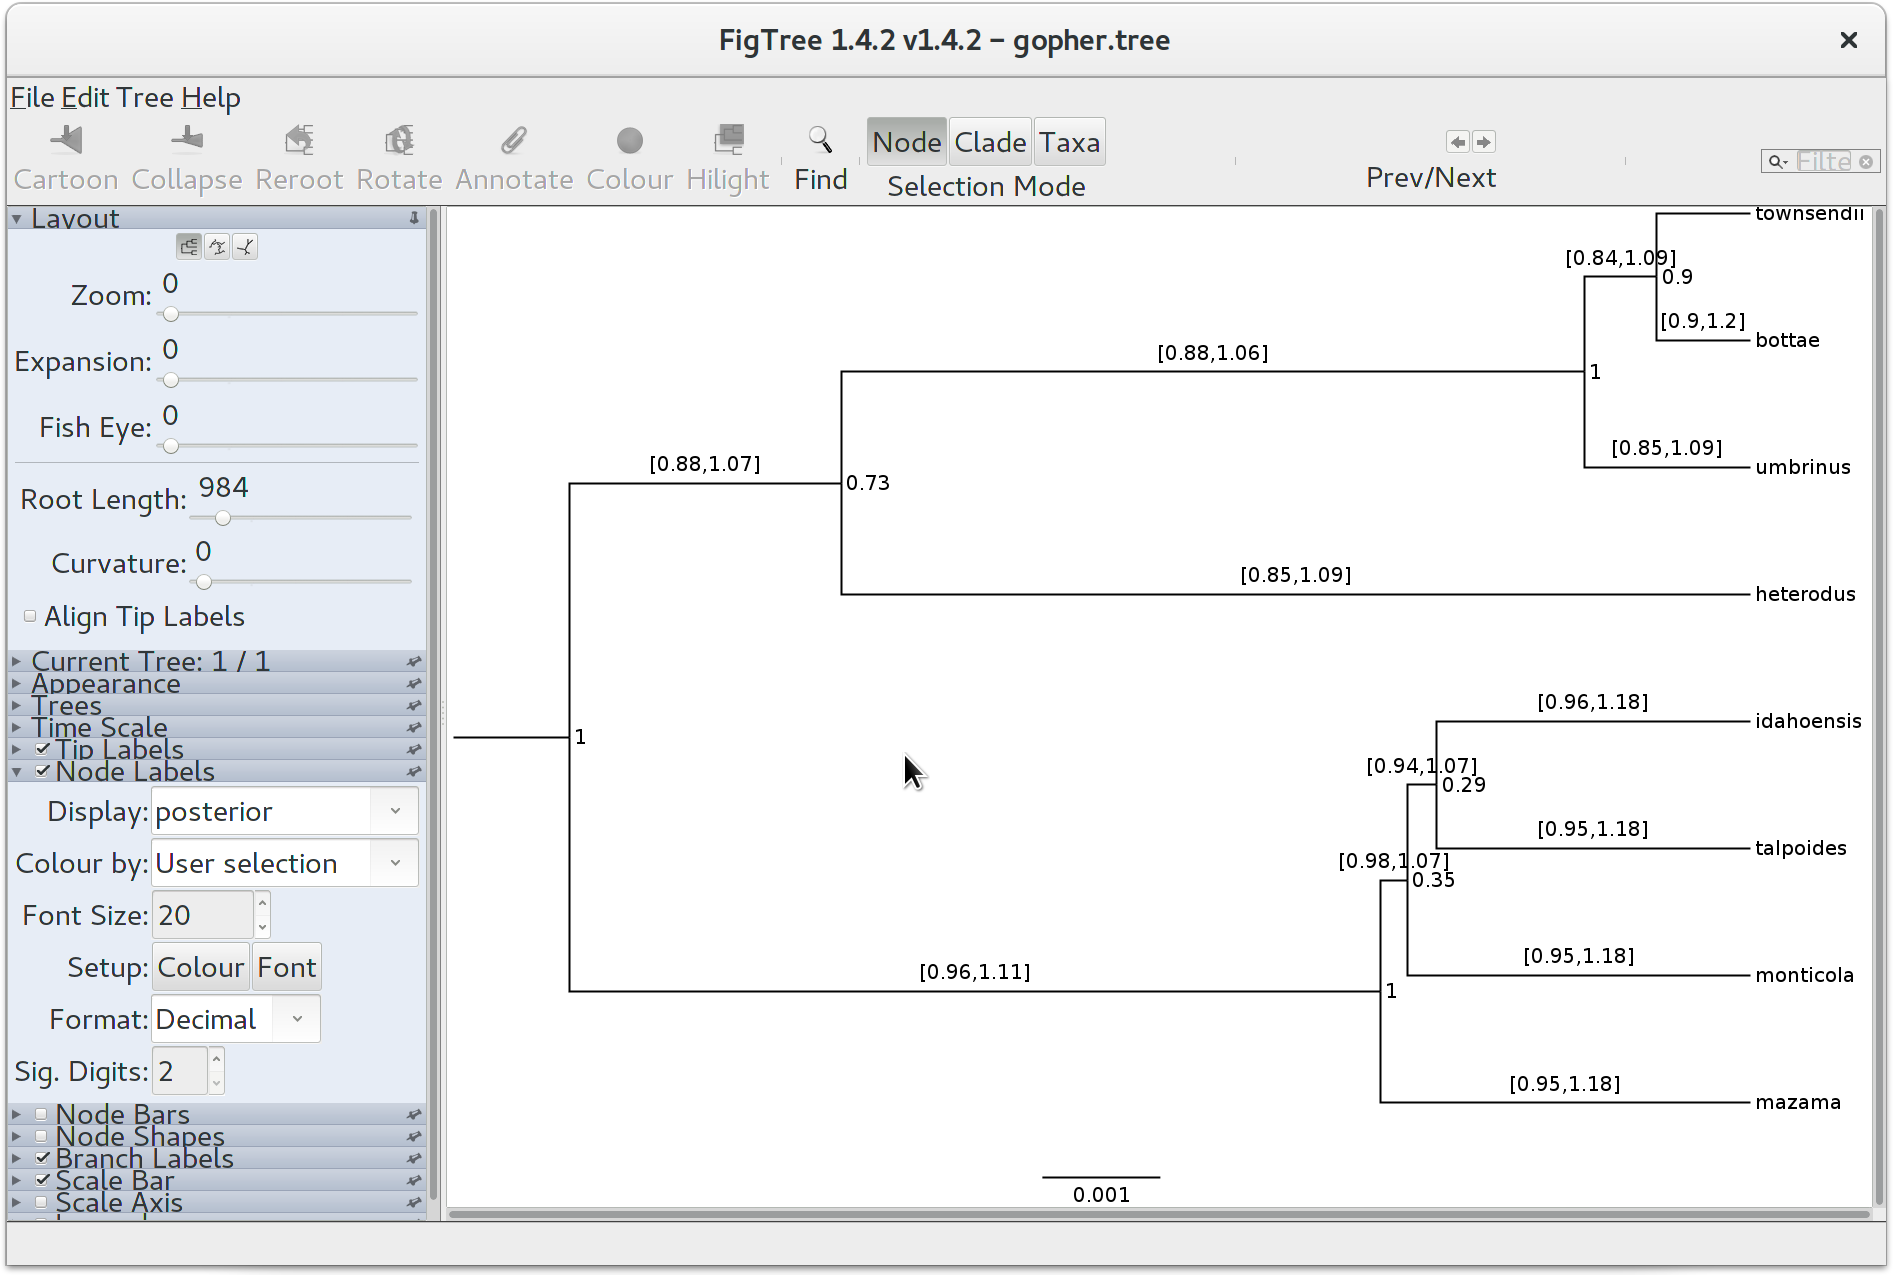 FigTree 1.4.2 v1.4.2 – gopher.tree
File Edit Tree Help
Cartoon Collapse Reroot Rotate Annotate Colour Hilight Find
Node Clade Taxa
Selection Mode
Prev/Next
Filte
Layout
Zoom: 0
Expansion: 0
Fish Eye: 0
Root Length: 984
Curvature: 0
Align Tip Labels
Current Tree: 1 / 1
Appearance
Trees
Time Scale
Tip Labels
Node Labels
Display: posterior
Colour by: User selection
Font Size: 20
Setup: Colour Font
Format: Decimal
Sig. Digits: 2
Node Bars
Node Shapes
Branch Labels
Scale Bar
Scale Axis
townsendii
[0.84,1.09]
0.9
[0.9,1.2]
bottae
[0.88,1.06]
1
[0.85,1.09]
umbrinus
[0.88,1.07]
0.73
[0.85,1.09]
heterodus
[0.96,1.18]
idahoensis
1
[0.94,1.07]
0.29
[0.95,1.18]
talpoides
[0.98,1.07]
0.35
[0.95,1.18]
monticola
[0.96,1.11]
1
[0.95,1.18]
mazama
0.001